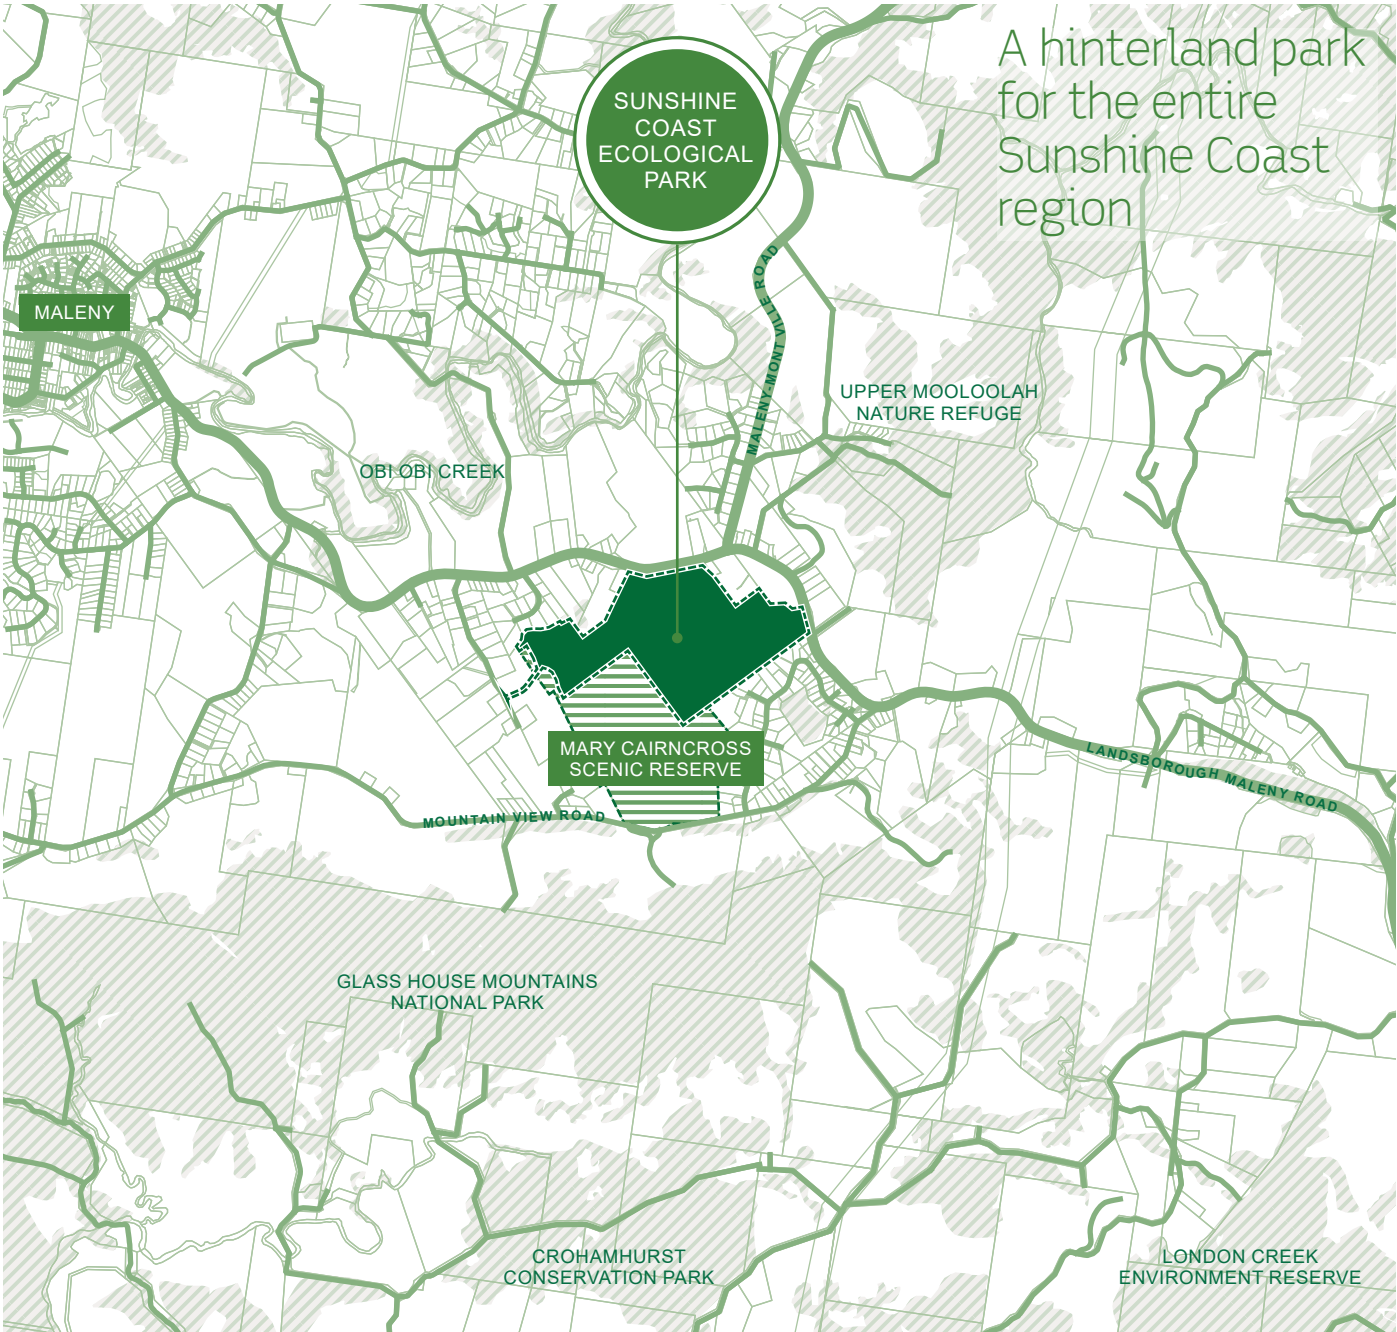 A hinterland park
for the entire
Sunshine Coast
region
SUNSHINE
COAST
ECOLOGICAL
PARK
MALENY-MONT VILLE ROAD
MALENY
UPPER MOOLOOLAH
NATURE REFUGE
OBI OBI CREEK
MARY CAIRNCROSS
SCENIC RESERVE
LANDSBOROUGH MALENY ROAD
MOUNTAIN VIEW ROAD
GLASS HOUSE MOUNTAINS
NATIONAL PARK
CROHAMHURST
CONSERVATION PARK
LONDON CREEK
ENVIRONMENT RESERVE